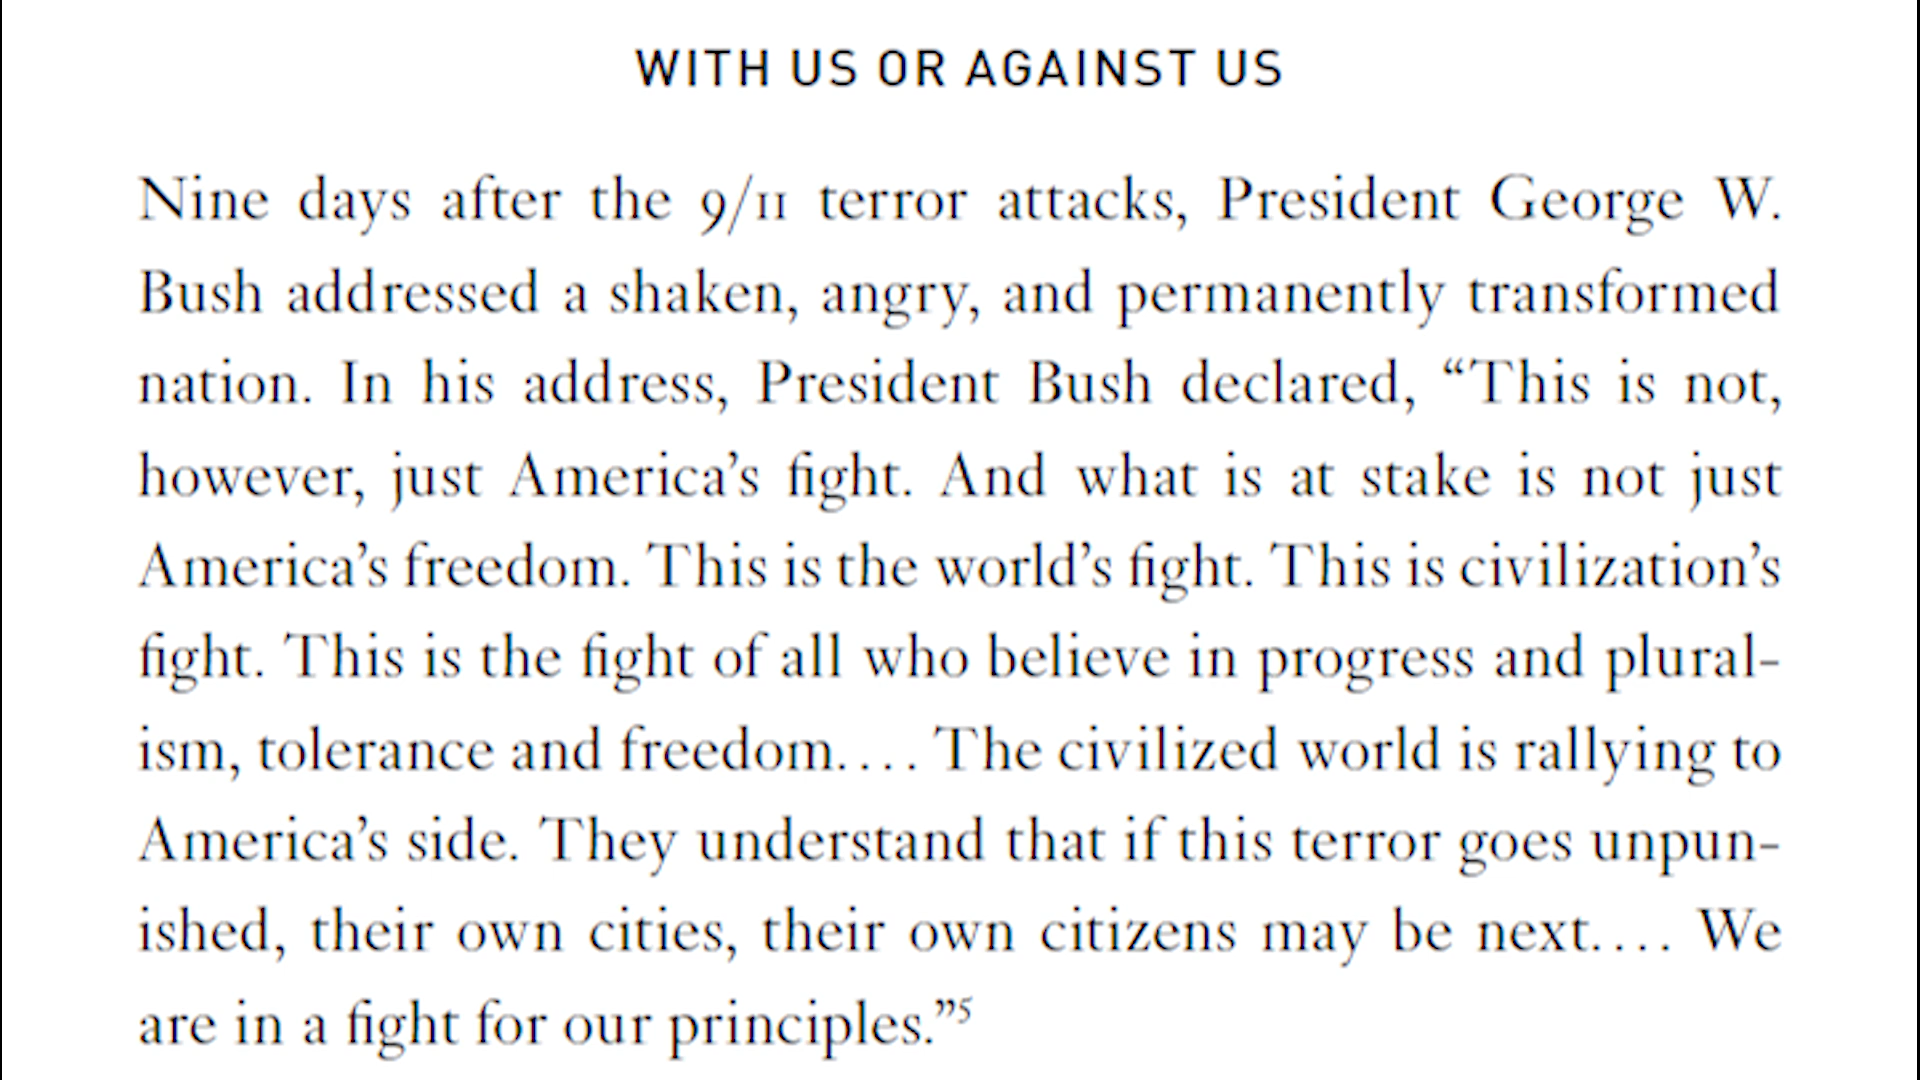 WITH US OR AGAINST US
Nine days after the 9/11 terror attacks, President George W.
Bush addressed a shaken, angry, and permanently transformed
nation. In his address, President Bush declared, “This is not,
however, just America’s fight. And what is at stake is not just
America’s freedom. This is the world’s fight. This is civilization’s
fight. This is the fight of all who believe in progress and plural-
ism, tolerance and freedom.... The civilized world is rallying to
America’s side. They understand that if this terror goes unpun-
ished, their own cities, their own citizens may be next.... We
are in a fight for our principles.”5